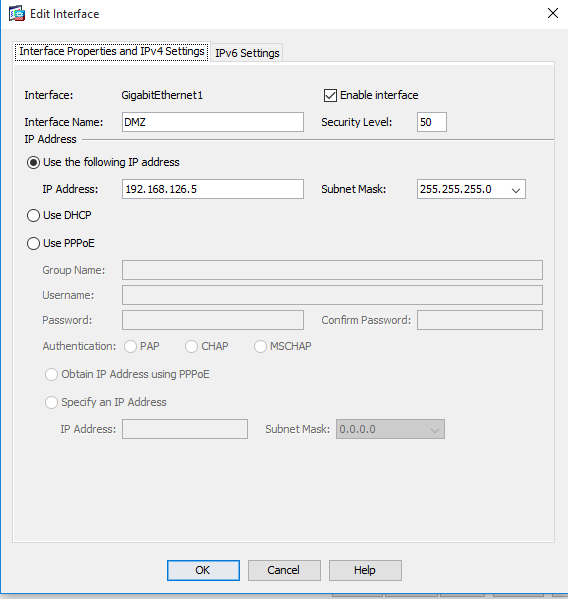 Edit Interface
Interface Properties and IPv4 Settings IPv6 Settings
Interface: GigabitEthernet1 Enable interface
Interface Name: DMZ Security Level: 50
IP Address
Use the following IP address
IP Address: 192.168.126.5 Subnet Mask: 255.255.255.0
Use DHCP
Use PPPoE
Group Name:
Username:
Password: Confirm Password:
Authentication: PAP CHAP MSCHAP
Obtain IP Address using PPPoE
Specify an IP Address
IP Address: Subnet Mask: 0.0.0.0
OK Cancel Help